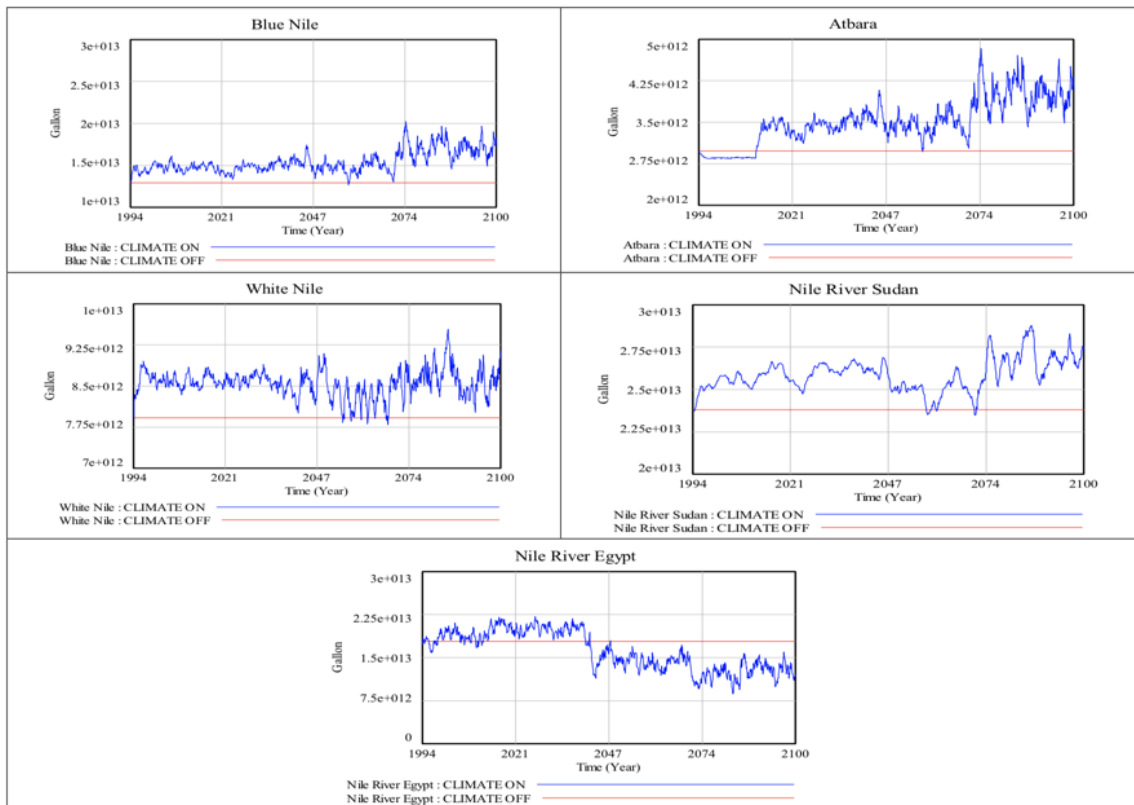 Blue Nile
3e+013
2.5e+013
2e+013
1.5e+013
1e+013
Gallon
1994 2021 2047 2074 2100
Time (Year)
Blue Nile : CLIMATE ON
Blue Nile : CLIMATE OFF
Atbara
5e+012
4.25e+012
3.5e+012
2.75e+012
2e+012
Gallon
1994 2021 2047 2074 2100
Time (Year)
Atbara : CLIMATE ON
Atbara : CLIMATE OFF
White Nile
1e+013
9.25e+012
8.5e+012
7.75e+012
7e+012
Gallon
1994 2021 2047 2074 2100
Time (Year)
White Nile : CLIMATE ON
White Nile : CLIMATE OFF
Nile River Sudan
3e+013
2.75e+013
2.5e+013
2.25e+013
2e+013
Gallon
1994 2021 2047 2074 2100
Time (Year)
Nile River Sudan : CLIMATE ON
Nile River Sudan : CLIMATE OFF
Nile River Egypt
3e+013
2.25e+013
1.5e+013
7.5e+012
0
Gallon
1994 2021 2047 2074 2100
Time (Year)
Nile River Egypt : CLIMATE ON
Nile River Egypt : CLIMATE OFF